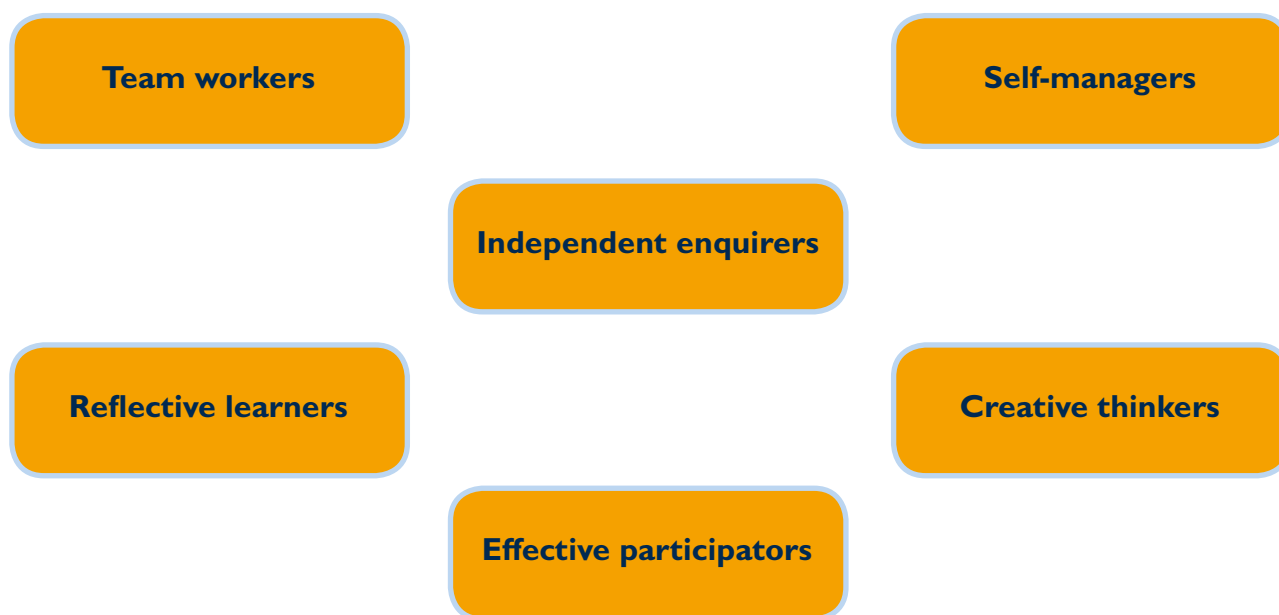 Team workers
Self-managers
Independent enquirers
Reflective learners
Creative thinkers
Effective participators